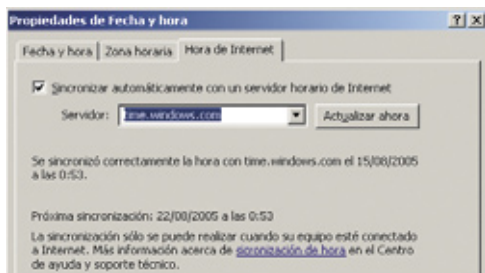 Propiedades de Fecha y hora
Fecha y hora Zona horaria Hora de Internet
Sincronizar automáticamente con un servidor horario de Internet
Servidor: time.windows.com Actualizar ahora
Se sincronizó correctamente la hora con time.windows.com el 15/08/2005
a las 0:53.
Próxima sincronización: 22/08/2005 a las 0:53
La sincronización sólo se puede realizar cuando su equipo esté conectado
a Internet. Más información acerca de sicronización de hora en el Centro
de ayuda y soporte técnico.